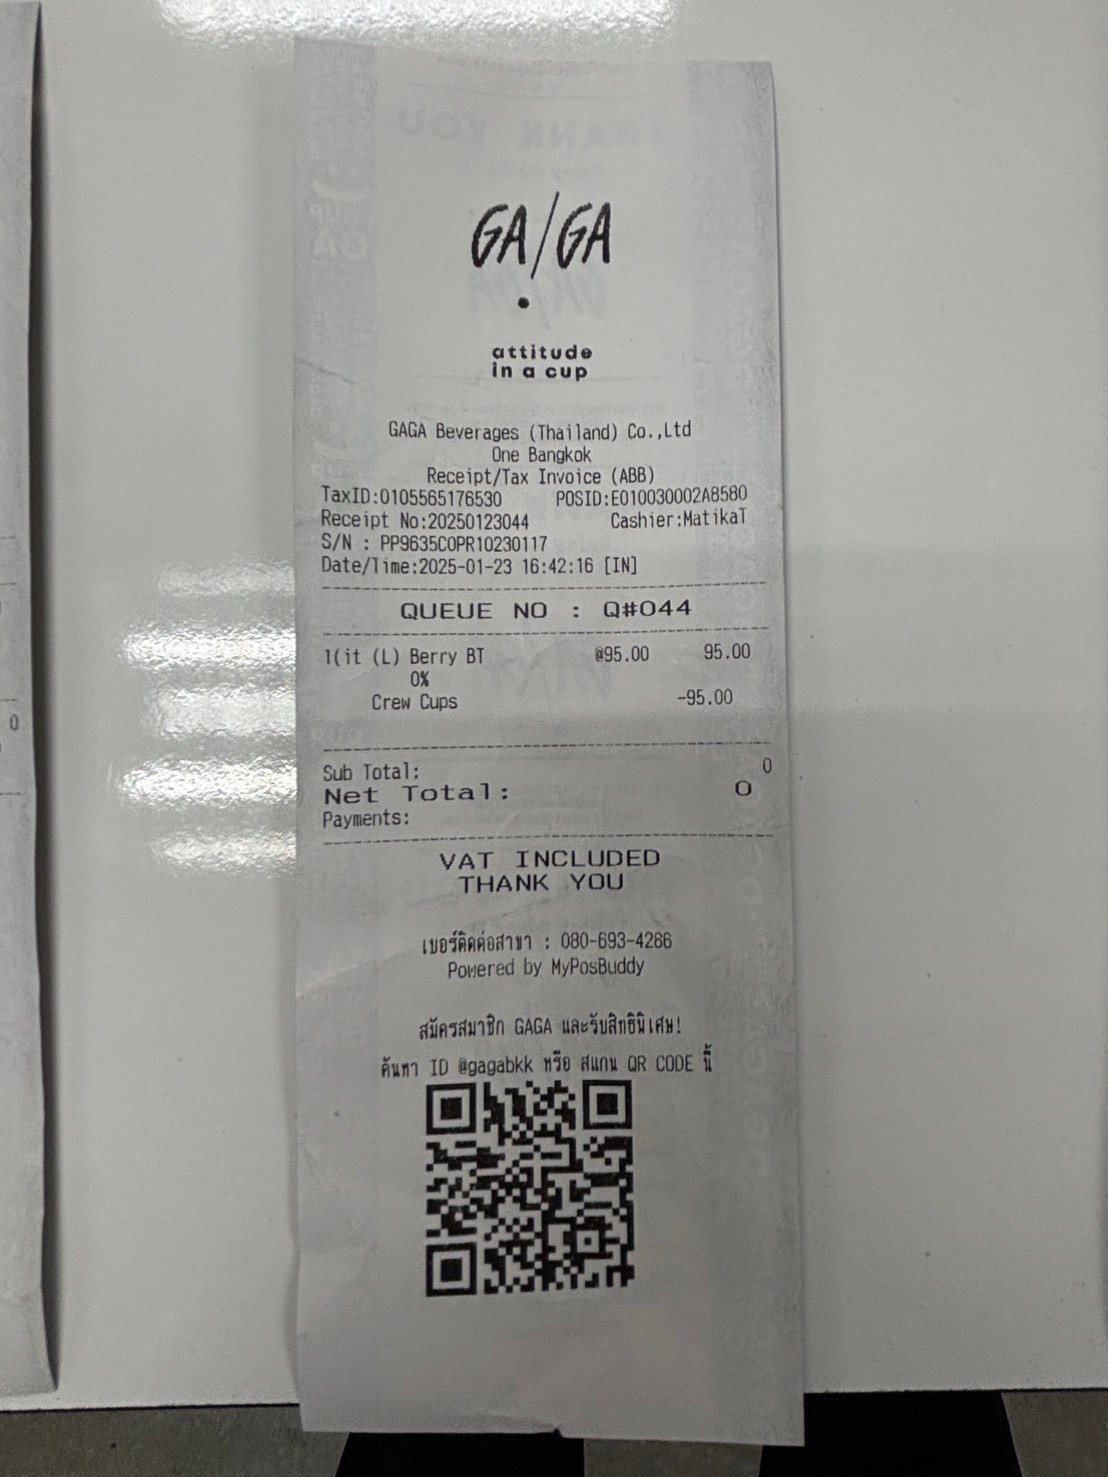 GA/GA
attitude
in a cup
GAGA Beverages (Thailand) Co.,Ltd
One Bangkok
Receipt/Tax Invoice (ABB)
TaxID:0105565176530 POSID:E010030002A8580
Receipt No:20250123044 Cashier:MatikaT
S/N : PP9635C0PR10230117
Date/Time:2025-01-23 16:42:16 [IN]
QUEUE NO : Q#044
1(it (L) Berry BT @95.00 95.00
0%
Crew Cups -95.00
Sub Total: 0
Net Total: 0
Payments:
VAT INCLUDED
THANK YOU
เบอร์ติดต่อสาขา : 080-693-4286
Powered by MyPosBuddy
สมัครสมาชิก GAGA และรับสิทธิพิเศษ!
ค้นหา ID @gagabkk หรือ สแกน QR CODE นี้